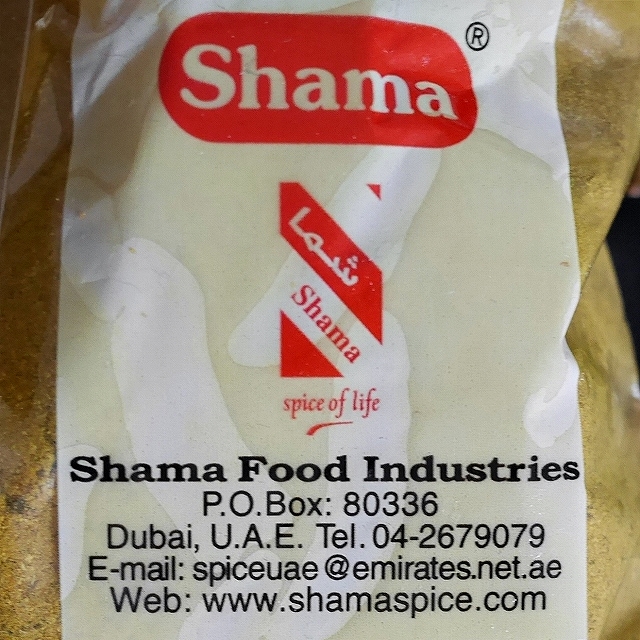 Shama ®
شما
Shama
spice of life
Shama Food Industries
P.O.Box: 80336
Dubai, U.A.E. Tel. 04-2679079
E-mail: spiceuae@emirates.net.ae
Web: www.shamaspice.com